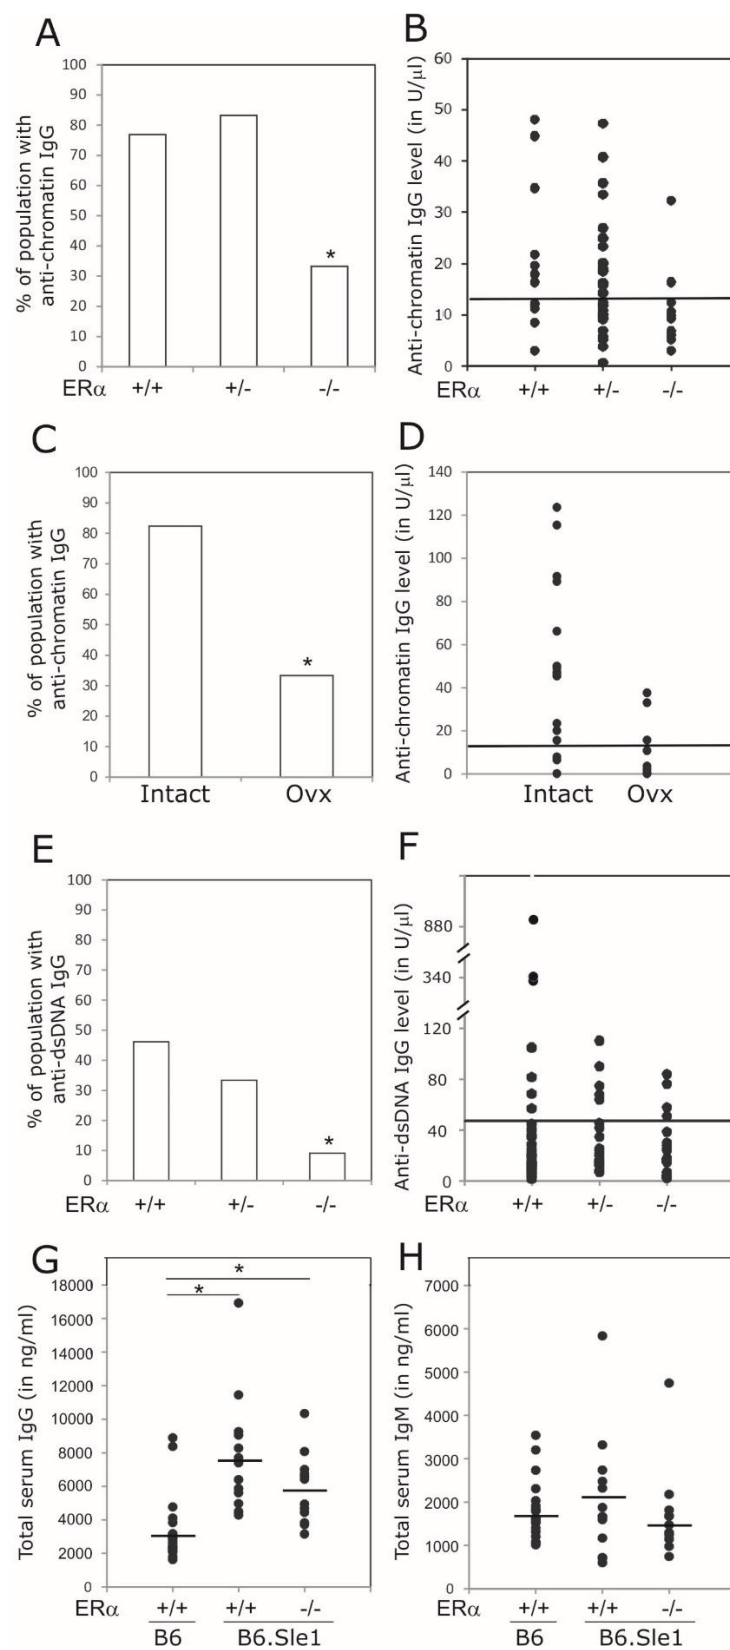 A
% of population with
anti-chromatin IgG
100
90
80
70
60
50
40
30
20
10
0
*
ERα +/+ +/- -/-
B
Anti-chromatin IgG level (in U/µl)
60
50
40
30
20
10
0
ERα +/+ +/- -/-
C
% of population with
anti-chromatin IgG
100
90
80
70
60
50
40
30
20
10
0
*
Intact Ovx
D
Anti-chromatin IgG level (in U/µl)
140
120
100
80
60
40
20
0
Intact Ovx
E
% of population with
anti-dsDNA IgG
100
90
80
70
60
50
40
30
20
10
0
*
ERα +/+ +/- -/-
F
Anti-dsDNA IgG level (in U/µl)
880
340
120
80
40
0
ERα +/+ +/- -/-
G
Total serum IgG (in ng/ml)
18000
16000
14000
12000
10000
8000
6000
4000
2000
0
*
*
ERα +/+ +/+ -/-
B6 B6.Sle1
H
Total serum IgM (in ng/ml)
7000
6000
5000
4000
3000
2000
1000
0
ERα +/+ +/+ -/-
B6 B6.Sle1